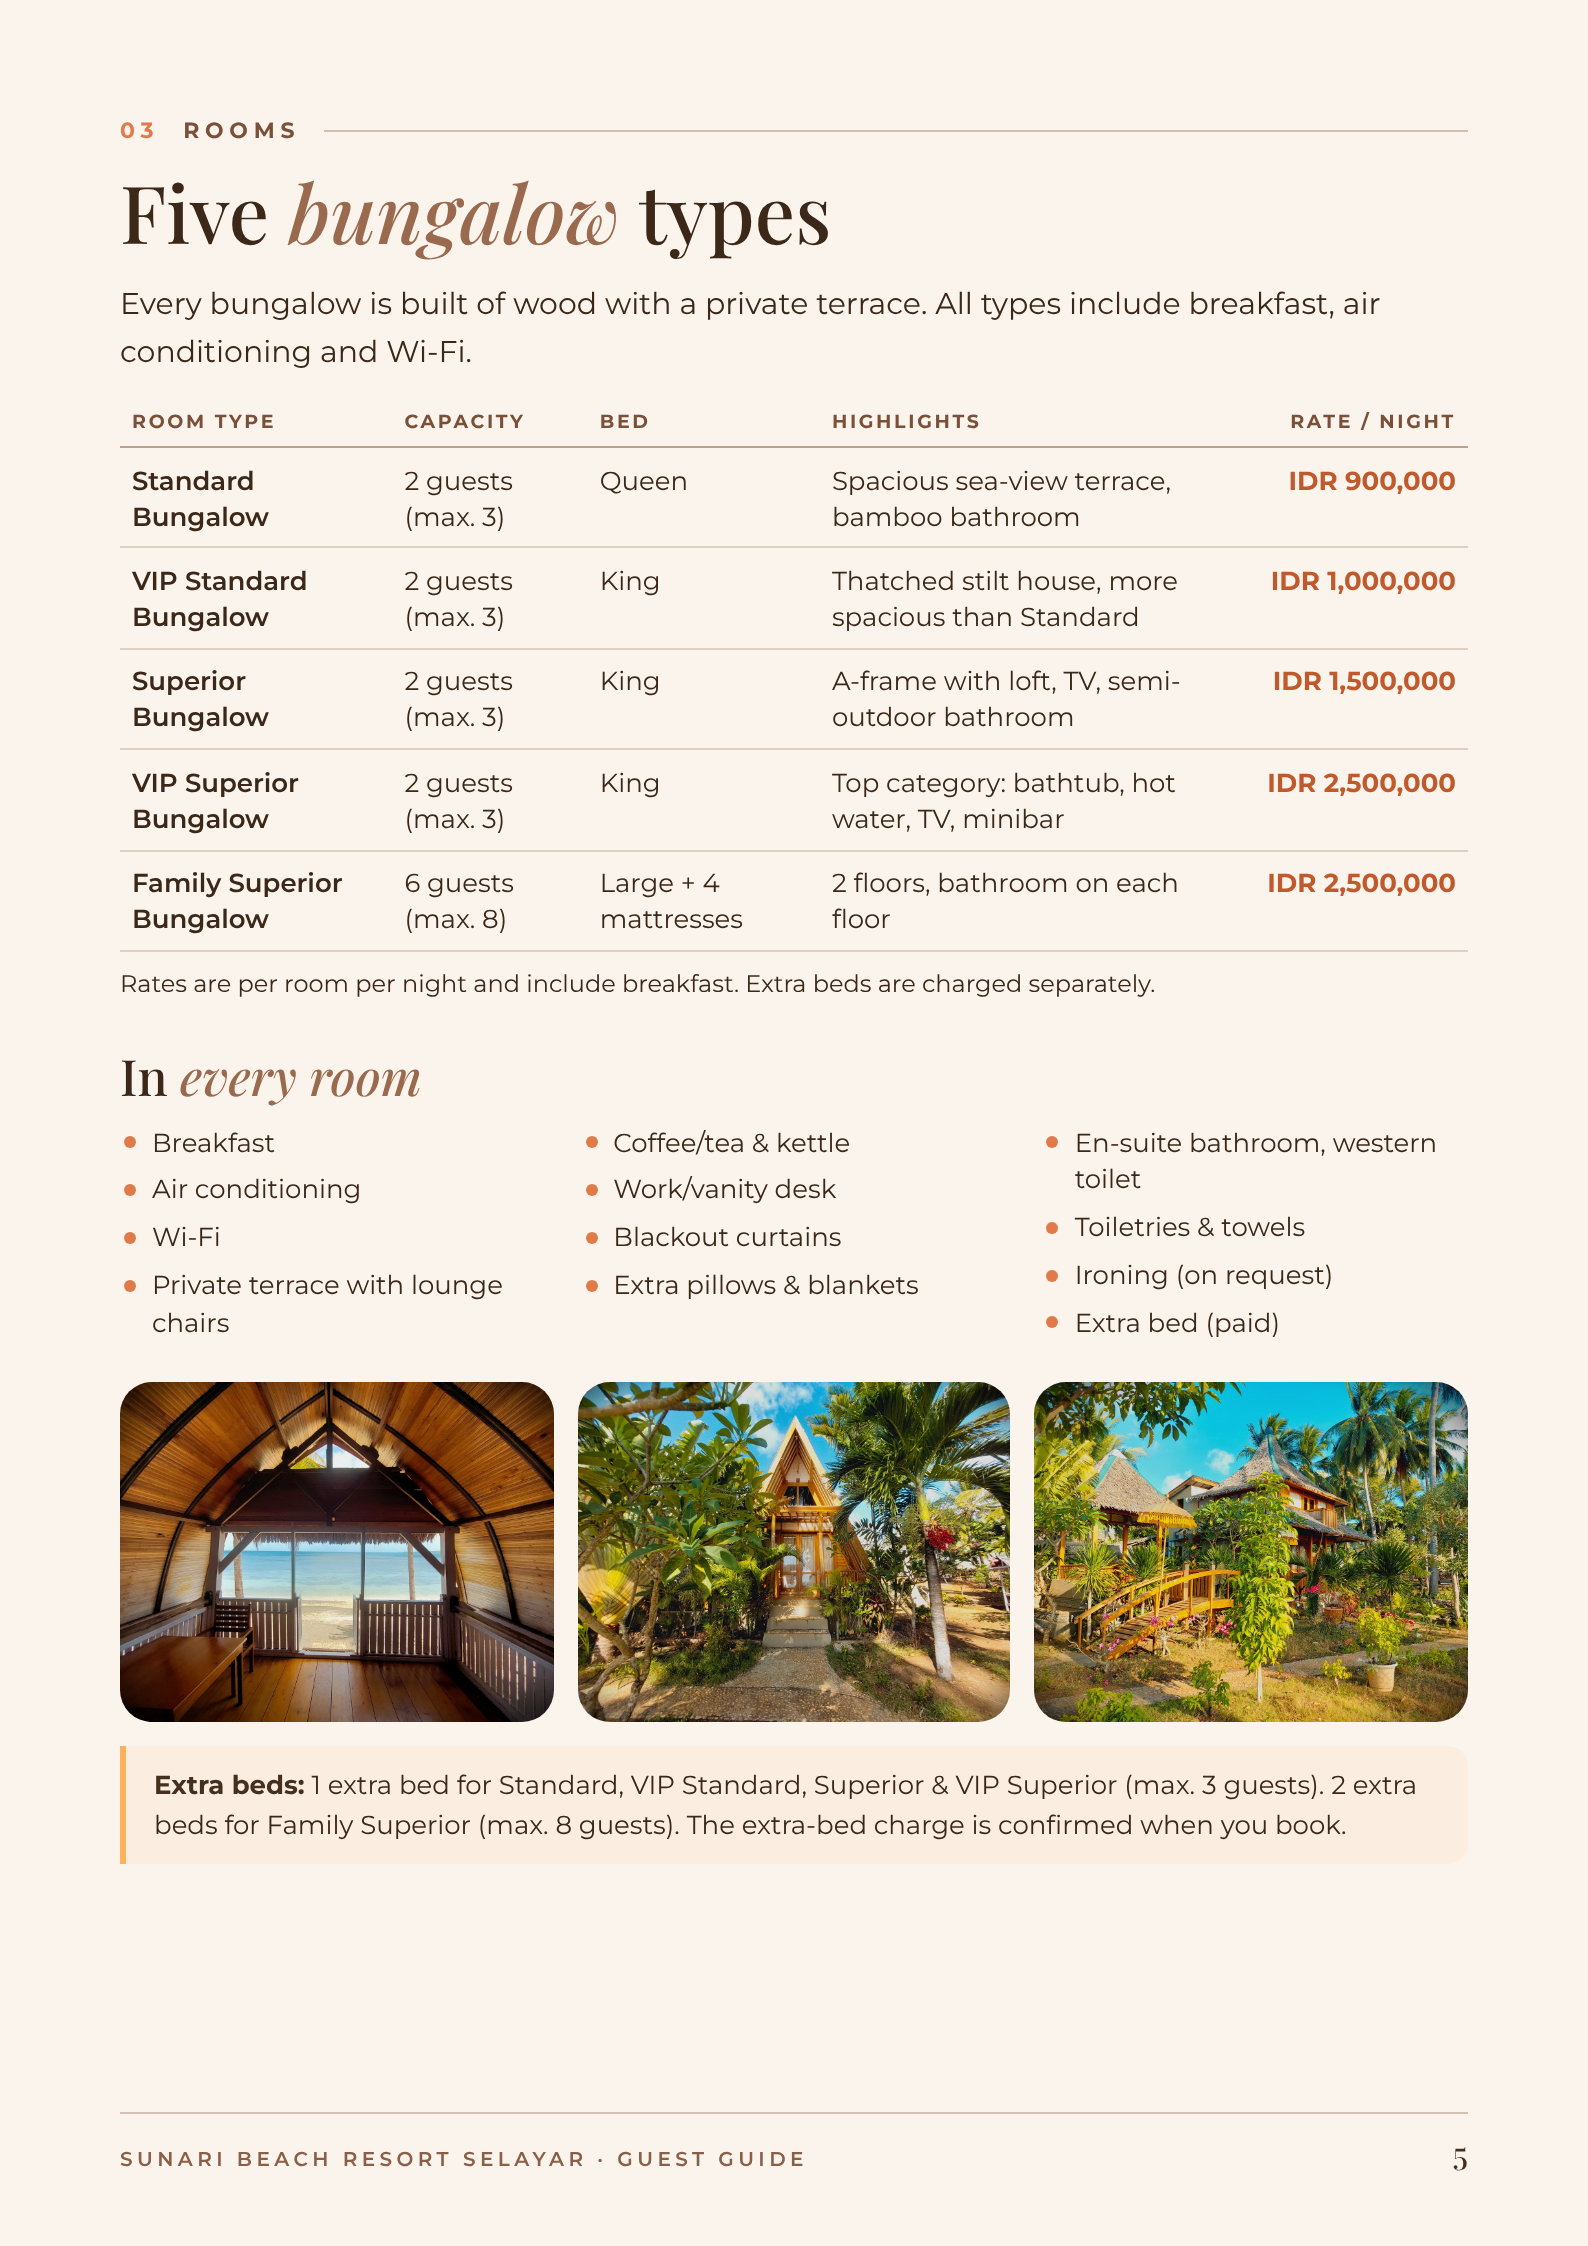 03 ROOMS
Five bungalow types
Every bungalow is built of wood with a private terrace. All types include breakfast, air
conditioning and Wi-Fi.
ROOM TYPE CAPACITY BED HIGHLIGHTS RATE / NIGHT
Standard 2 guests Queen Spacious sea-view terrace, IDR 900,000
Bungalow (max. 3) bamboo bathroom
VIP Standard 2 guests King Thatched stilt house, more IDR 1,000,000
Bungalow (max. 3) spacious than Standard
Superior 2 guests King A-frame with loft, TV, semi- IDR 1,500,000
Bungalow (max. 3) outdoor bathroom
VIP Superior 2 guests King Top category: bathtub, hot IDR 2,500,000
Bungalow (max. 3) water, TV, minibar
Family Superior 6 guests Large + 4 2 floors, bathroom on each IDR 2,500,000
Bungalow (max. 8) mattresses floor
Rates are per room per night and include breakfast. Extra beds are charged separately.
In every room
Breakfast
Air conditioning
Wi-Fi
Private terrace with lounge
chairs
Coffee/tea & kettle
Work/vanity desk
Blackout curtains
Extra pillows & blankets
En-suite bathroom, western
toilet
Toiletries & towels
Ironing (on request)
Extra bed (paid)
Extra beds: 1 extra bed for Standard, VIP Standard, Superior & VIP Superior (max. 3 guests). 2 extra
beds for Family Superior (max. 8 guests). The extra-bed charge is confirmed when you book.
SUNARI BEACH RESORT SELAYAR · GUEST GUIDE 5